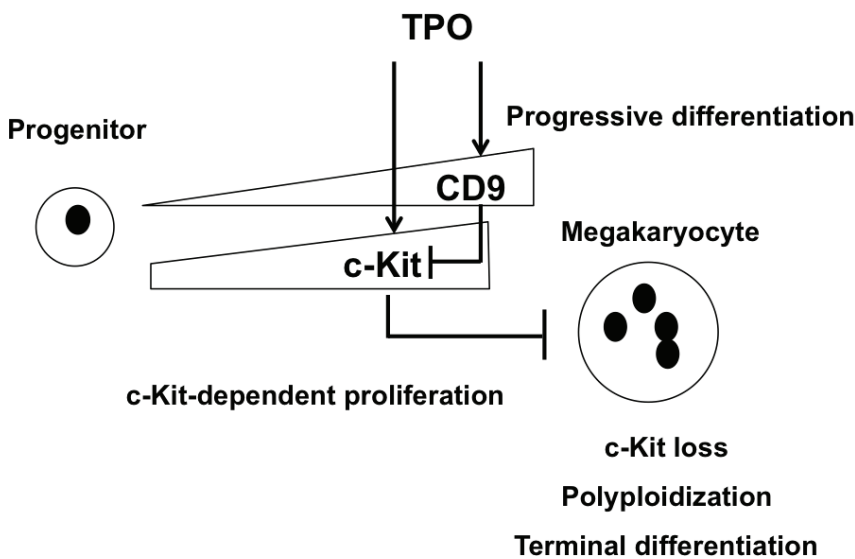 TPO
Progressive differentiation
Progenitor
CD9
Megakaryocyte
c-Kit
c-Kit-dependent proliferation
c-Kit loss
Polyploidization
Terminal differentiation